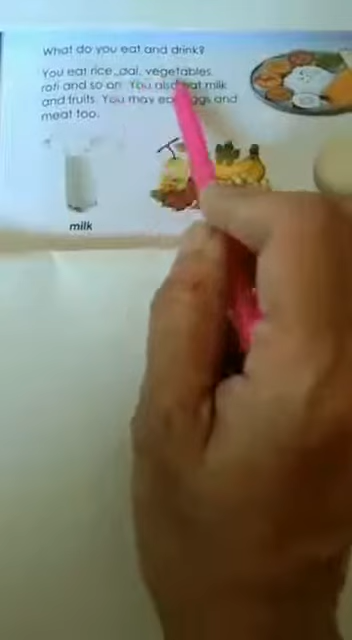 What do you eat and drink?
You eat rice, dal, vegetables,
roti and so on. You also eat milk
and fruits. You may eat eggs and
meat too.
milk